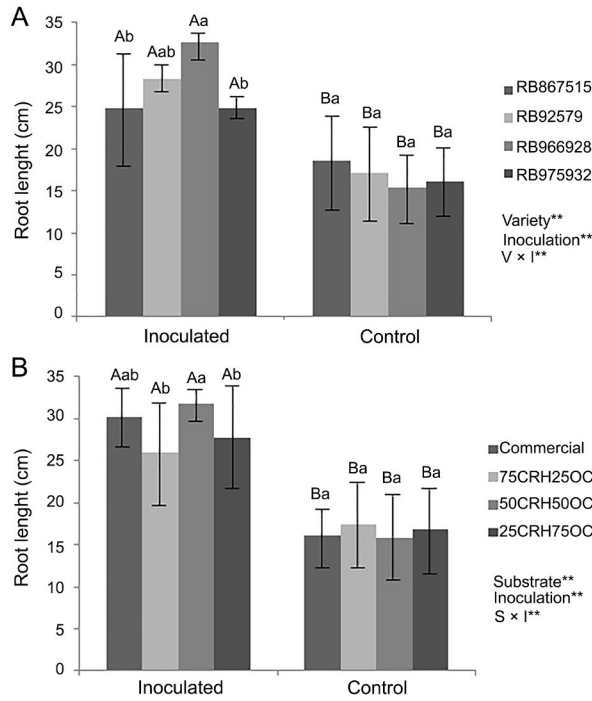 A
Root lenght (cm)
35
30
25
20
15
10
5
0
Ab
Aab
Aa
Ab
Ba
Ba
Ba
Ba
Inoculated
Control
RB867515
RB92579
RB966928
RB975932
Variety**
Inoculation**
V × I**
B
Root lenght (cm)
35
30
25
20
15
10
5
0
Aab
Ab
Aa
Ab
Ba
Ba
Ba
Ba
Inoculated
Control
Commercial
75CRH25OC
50CRH50OC
25CRH75OC
Substrate**
Inoculation**
S × I**